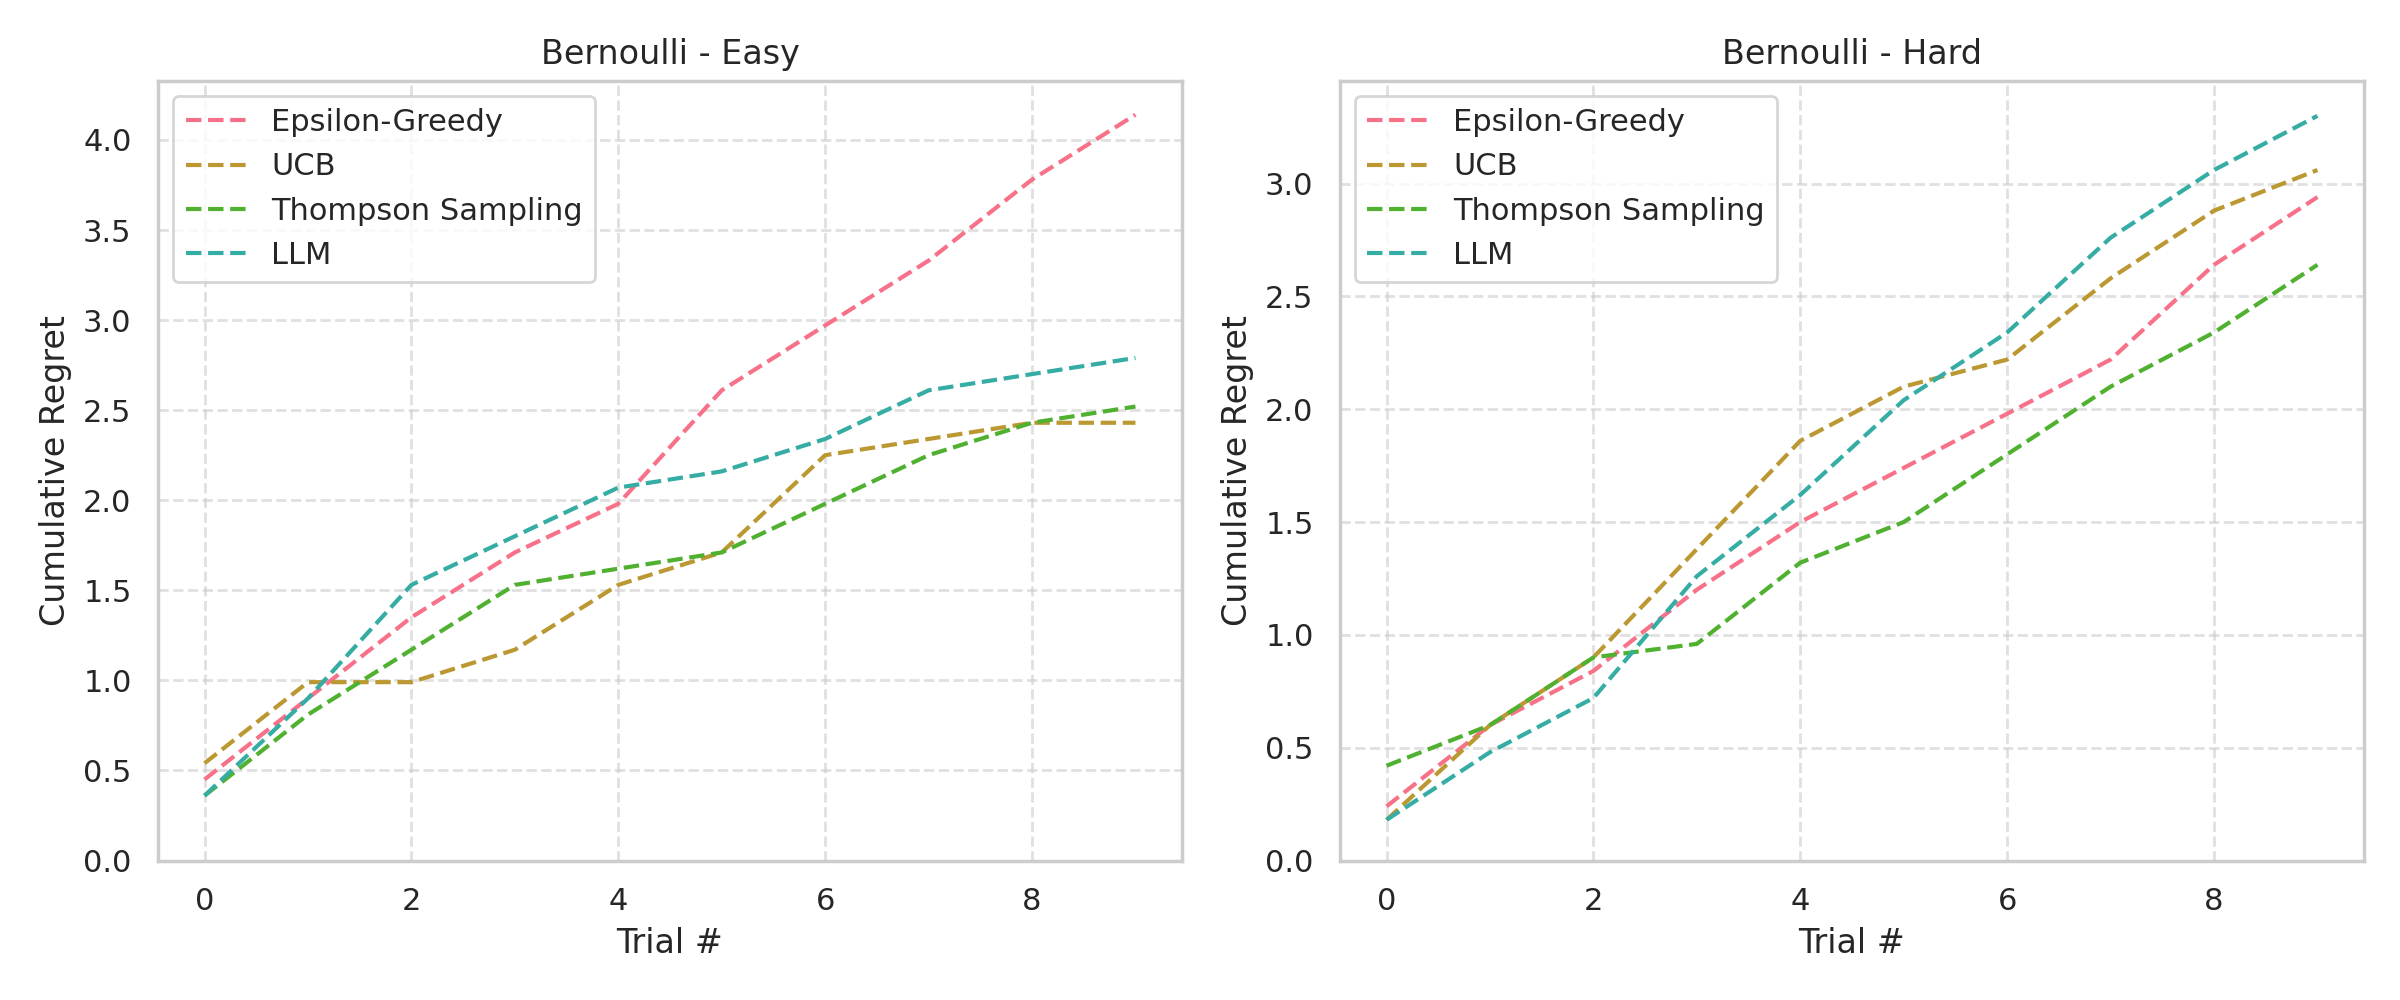 Bernoulli - Easy
Epsilon-Greedy
UCB
Thompson Sampling
LLM
Cumulative Regret
4.0
3.5
3.0
2.5
2.0
1.5
1.0
0.5
0.0
0 2 4 6 8
Trial #
Bernoulli - Hard
Epsilon-Greedy
UCB
Thompson Sampling
LLM
Cumulative Regret
3.0
2.5
2.0
1.5
1.0
0.5
0.0
0 2 4 6 8
Trial #